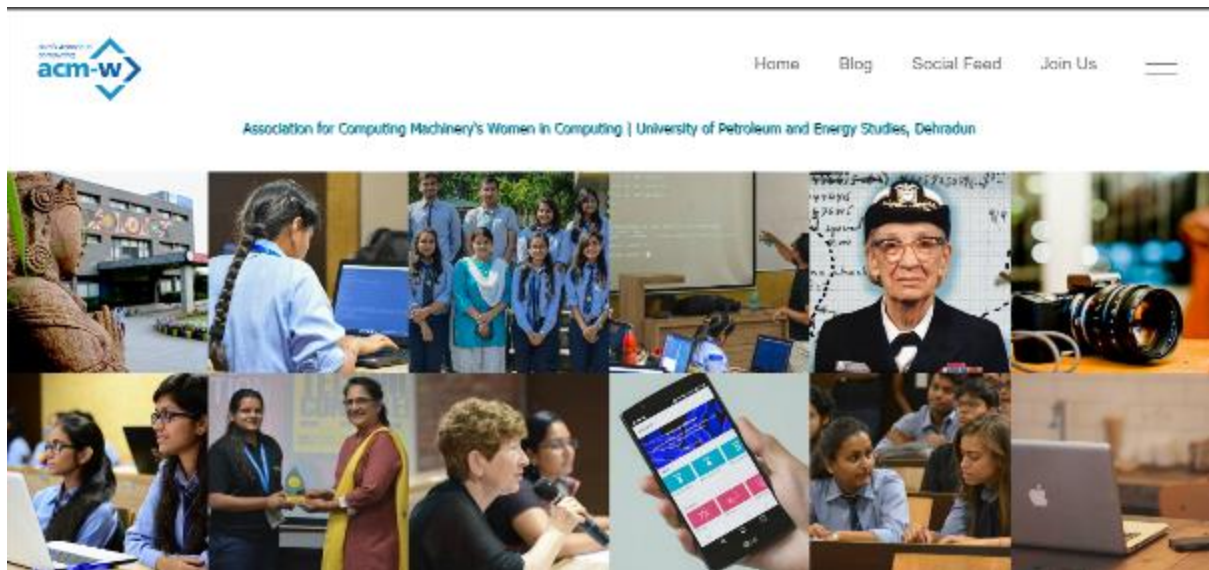 acm-w
Home Blog Social Feed Join Us
Association for Computing Machinery's Women in Computing | University of Petroleum and Energy Studies, Dehradun